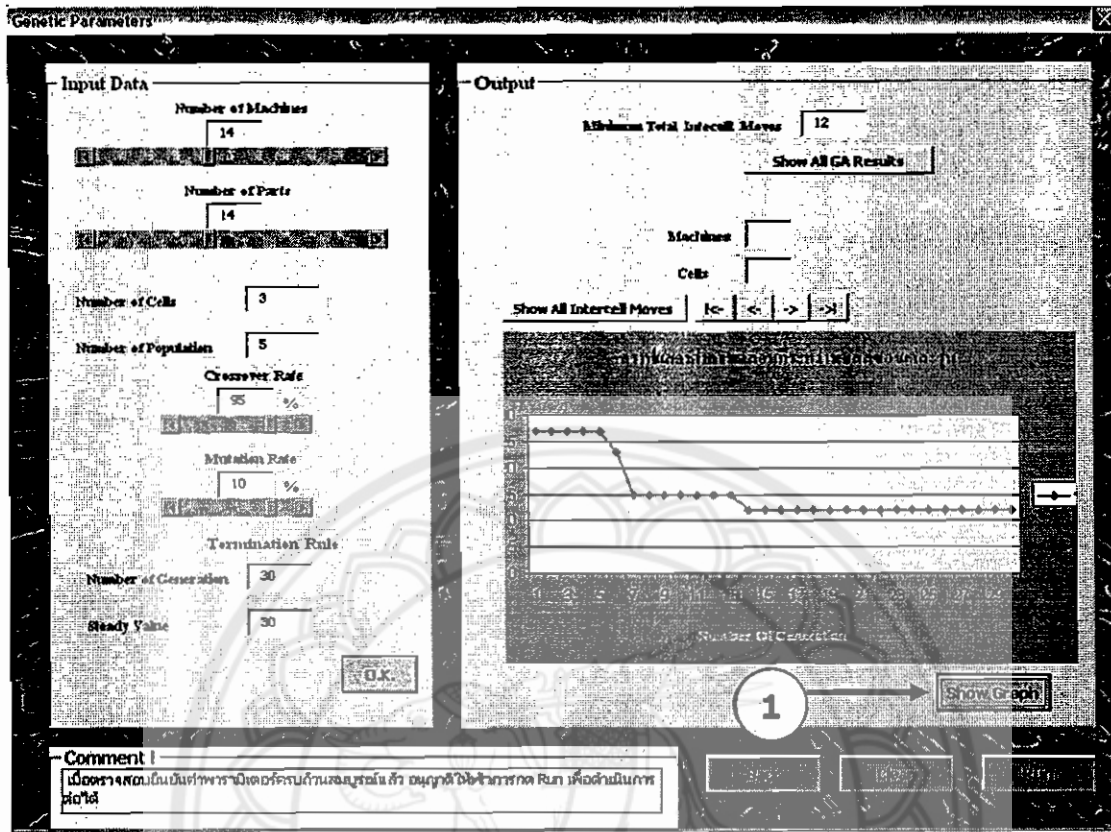 Genetic Parameters
Input Data
Number of Machines
14
Number of Parts
14
Number of Cells
3
Number of Population
5
Crossover Rate
95 %
Mutation Rate
10 %
Termination Rule
Number of Generation
30
Steady Value
30
O.K.
Output
Minimum Total Intercell Moves
12
Show All GA Results
Machines
Cells
Show All Intercell Moves
|<-
<-
->
->|
Number Of Generation
1
Show Graph
Comment !
เมื่อตรวจสอบยืนยันค่าพารามิเตอร์ครบถ้วนสมบูรณ์แล้ว อนุญาตให้ทำการกด Run เพื่อดำเนินการ
ต่อได้